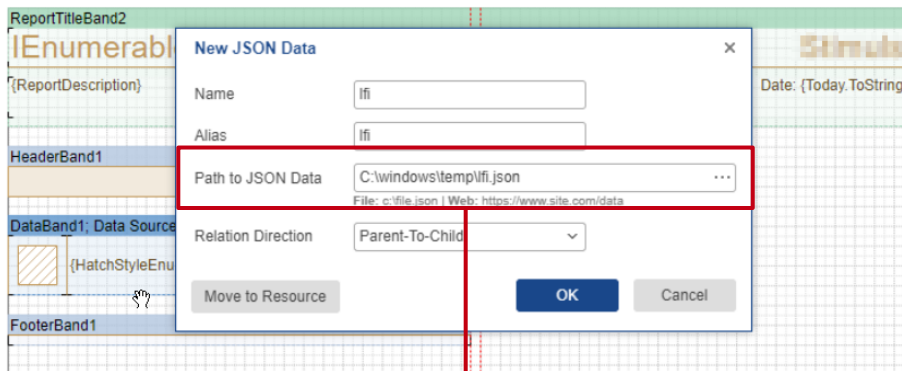 ReportTitleBand2
IEnumerabl
New JSON Data
{ReportDescription}
Date: {Today.ToString
Name
lfi
Alias
lfi
HeaderBand1
Path to JSON Data
C:\windows\temp\lfi.json
...
File: c:\file.json | Web: https://www.site.com/data
DataBand1; Data Source
Relation Direction
Parent-To-Child
{HatchStyleEnu
Move to Resource
OK
Cancel
FooterBand1